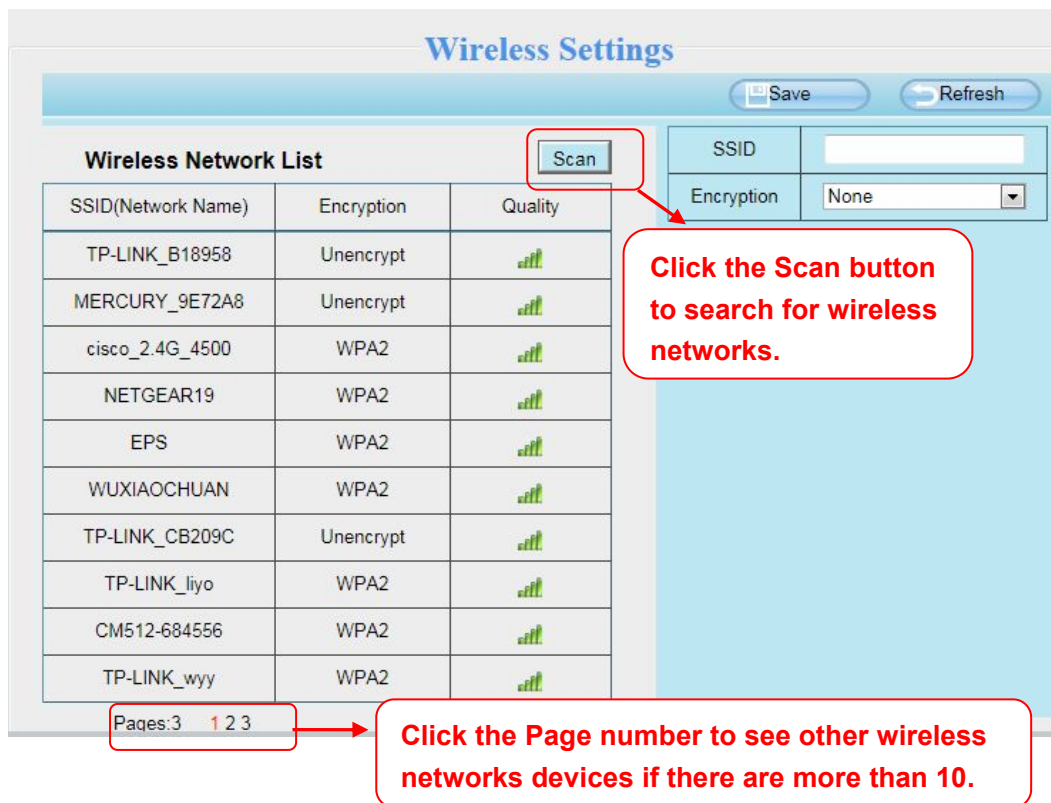 Wireless Settings
Save Refresh
Wireless Network List Scan
SSID
Encryption None
SSID(Network Name) Encryption Quality
TP-LINK_B18958 Unencrypt
MERCURY_9E72A8 Unencrypt
cisco_2.4G_4500 WPA2
NETGEAR19 WPA2
EPS WPA2
WUXIAOCHUAN WPA2
TP-LINK_CB209C Unencrypt
TP-LINK_liyo WPA2
CM512-684556 WPA2
TP-LINK_wyy WPA2
Pages:3 1 2 3
Click the Scan button
to search for wireless
networks.
Click the Page number to see other wireless
networks devices if there are more than 10.